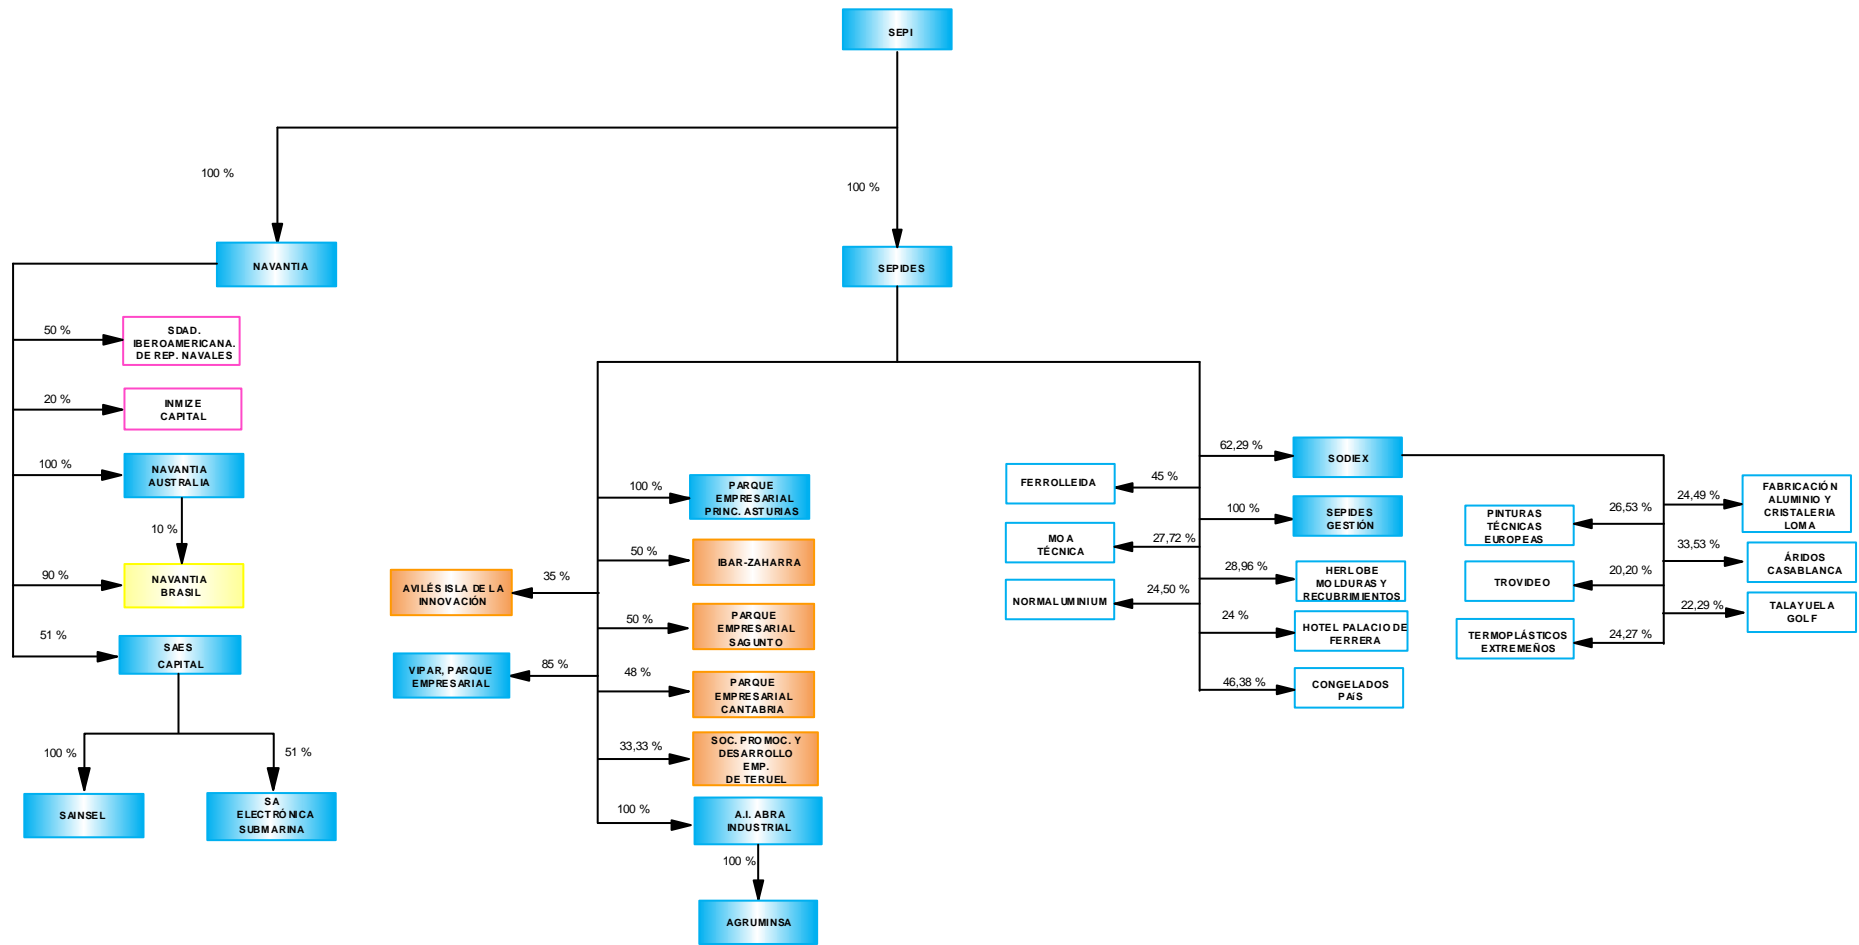 SEPI
100 %
100 %
NAVANTIA
SEPIDES
50 %
SDAD.
IBEROAMERICANA.
DE REP. NAVALES
20 %
INMIZE
CAPITAL
100 %
NAVANTIA
AUSTRALIA
10 %
90 %
NAVANTIA
BRASIL
51 %
SAES
CAPITAL
100 %
51 %
SAINSEL
SA
ELECTRÓNICA
SUBMARINA
100 %
PARQUE
EMPRESARIAL
PRINC. ASTURIAS
50 %
IBAR-ZAHARRA
35 %
AVILÉS ISLA DE LA
INNOVACIÓN
50 %
PARQUE
EMPRESARIAL
SAGUNTO
85 %
VIPAR, PARQUE
EMPRESARIAL
48 %
PARQUE
EMPRESARIAL
CANTABRIA
33,33 %
SOC. PROMOC. Y
DESARROLLO
EMP.
DE TERUEL
100 %
A.I. ABRA
INDUSTRIAL
100 %
AGRUMINSA
62,29 %
SODIEX
45 %
FERROLLEIDA
100 %
SEPIDES
GESTIÓN
27,72 %
MOA
TÉCNICA
28,96 %
HERLOBE
MOLDURAS Y
RECUBRIMIENTOS
24,50 %
NORMALUMINIUM
24 %
HOTEL PALACIO DE
FERRERA
46,38 %
CONGELADOS
PAíS
24,49 %
FABRICACIÓN
ALUMINIO Y
CRISTALERIA
LOMA
26,53 %
PINTURAS
TÉCNICAS
EUROPEAS
33,53 %
ÁRIDOS
CASABLANCA
20,20 %
TROVIDEO
22,29 %
TALAYUELA
GOLF
24,27 %
TERMOPLÁSTICOS
EXTREMEÑOS